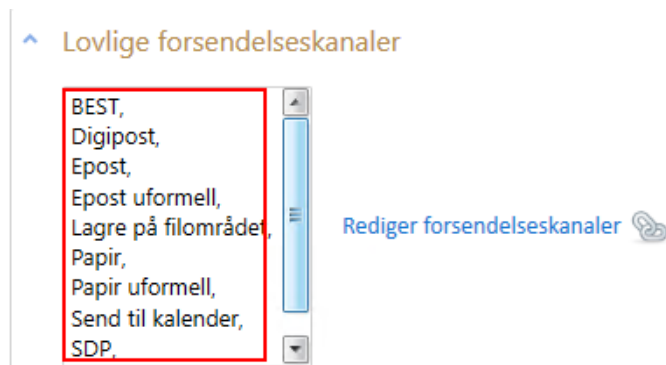 Lovlige forsendelseskanaler
BEST,
Digipost,
Epost,
Epost uformell,
Lagre på filområdet,
Rediger forsendelseskanaler
Papir,
Papir uformell,
Send til kalender,
SDP,